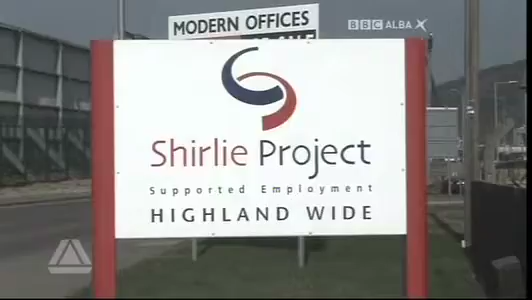 MODERN OFFICES
BBC ALBA
Shirlie Project
Supported Employment
HIGHLAND WIDE